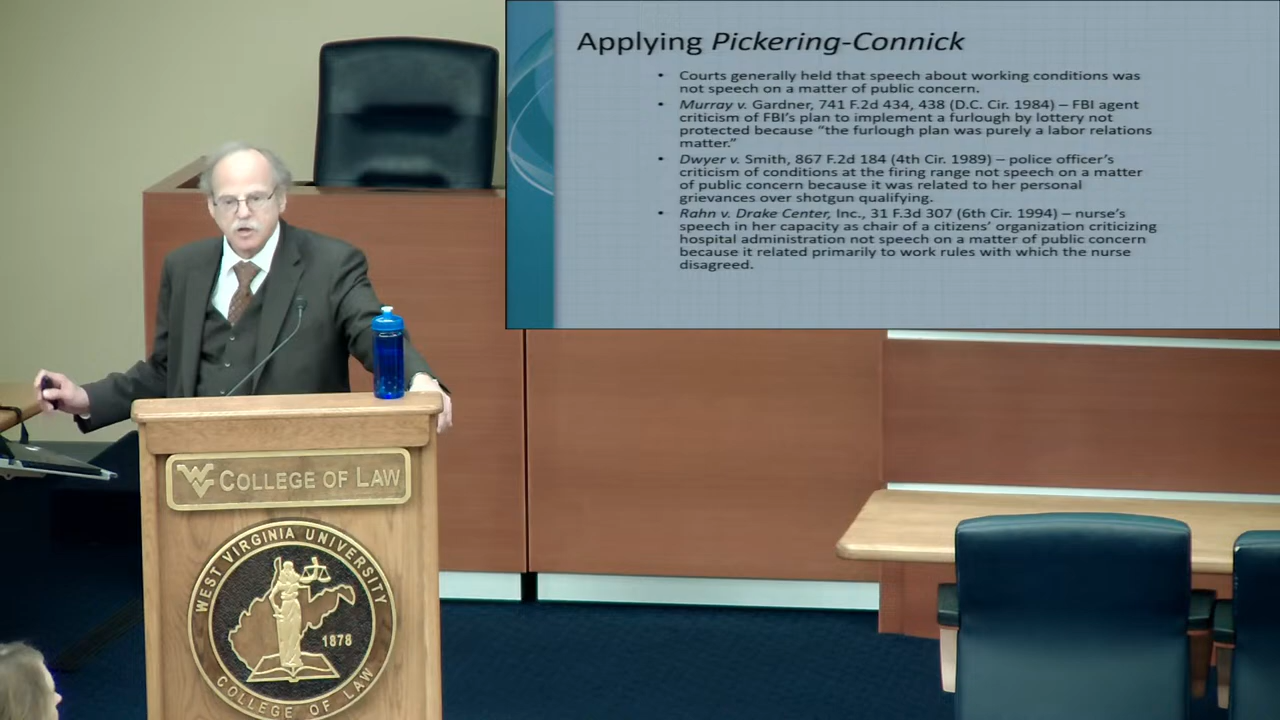 Applying Pickering-Connick
• Courts generally held that speech about working conditions was
not speech on a matter of public concern.
• Murray v. Gardner, 741 F.2d 434, 438 (D.C. Cir. 1984) – FBI agent
criticism of FBI's plan to implement a furlough by lottery not
protected because “the furlough plan was purely a labor relations
matter.”
• Dwyer v. Smith, 867 F.2d 184 (4th Cir. 1989) – police officer's
criticism of conditions at the firing range not speech on a matter
of public concern because it was related to her personal
grievances over shotgun qualifying.
• Rahn v. Drake Center, Inc., 31 F.3d 307 (6th Cir. 1994) – nurse's
speech in her capacity as chair of a citizens' organization criticizing
hospital administration not speech on a matter of public concern
because it related primarily to work rules with which the nurse
disagreed.
WV COLLEGE OF LAW
WEST VIRGINIA UNIVERSITY
1878
COLLEGE OF LAW